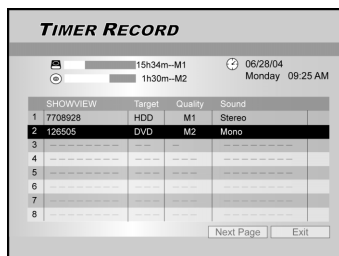 TIMER RECORD
15h34m--M1
06/28/04
1h30m--M2
Monday 09:25 AM
SHOWVIEW Target Quality Sound
1 7708928 HDD M1 Stereo
2 126505 DVD M2 Mono
3 -------- -- - --------
4 -------- --- -- --------
5 -------- --- -- --------
6 -------- --- -- --------
7 -------- --- -- --------
8 -------- --- -- --------
Next Page Exit